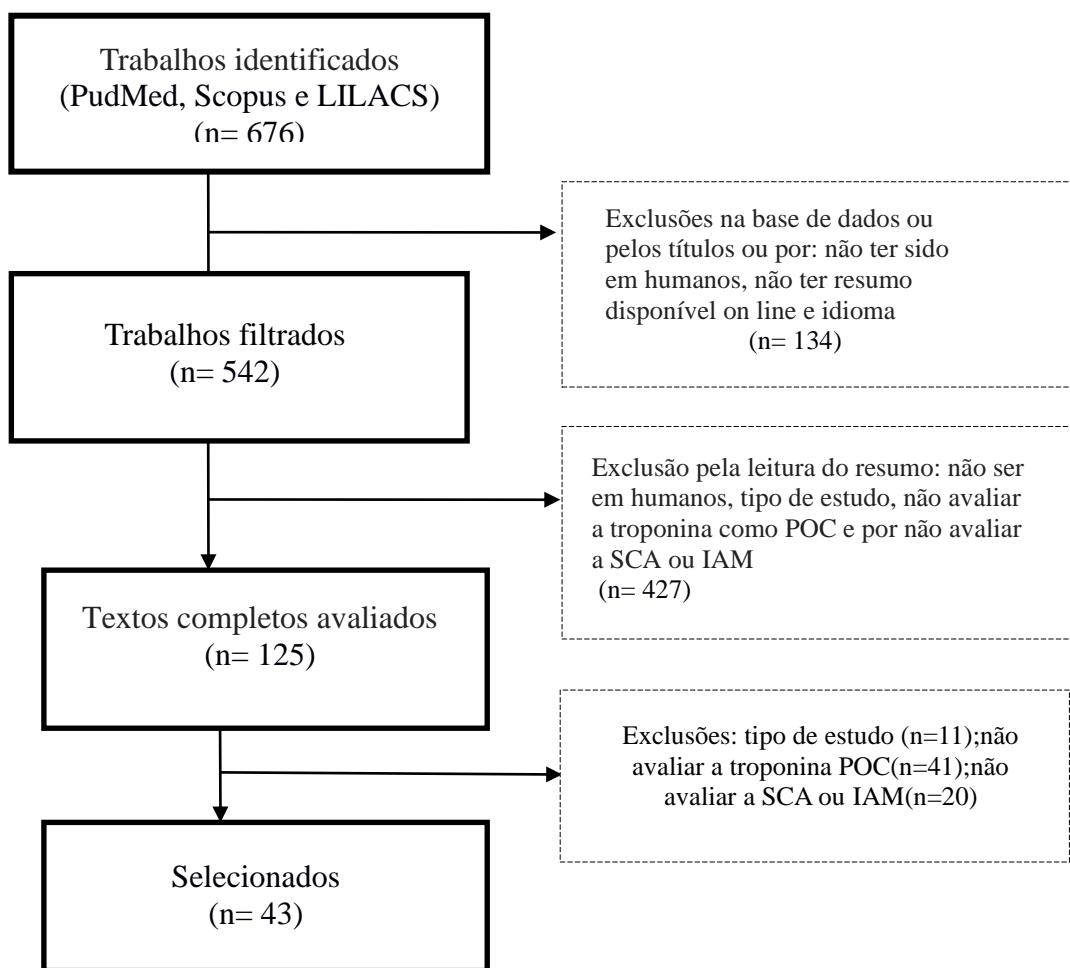 Trabalhos identificados
(PudMed, Scopus e LILACS)
(n= 676
Exclusões na base de dados ou
pelos títulos ou por: não ter sido
em humanos, não ter resumo
disponível on line e idioma
(n= 134)
Trabalhos filtrados
(n= 542)
Exclusão pela leitura do resumo: não ser
em humanos, tipo de estudo, não avaliar
a troponina como POC e por não avaliar
a SCA ou IAM
(n= 427)
Textos completos avaliados
(n= 125)
Exclusões: tipo de estudo (n=11);não
avaliar a troponina POC(n=41);não
avaliar a SCA ou IAM(n=20)
Selecionados
(n= 43)